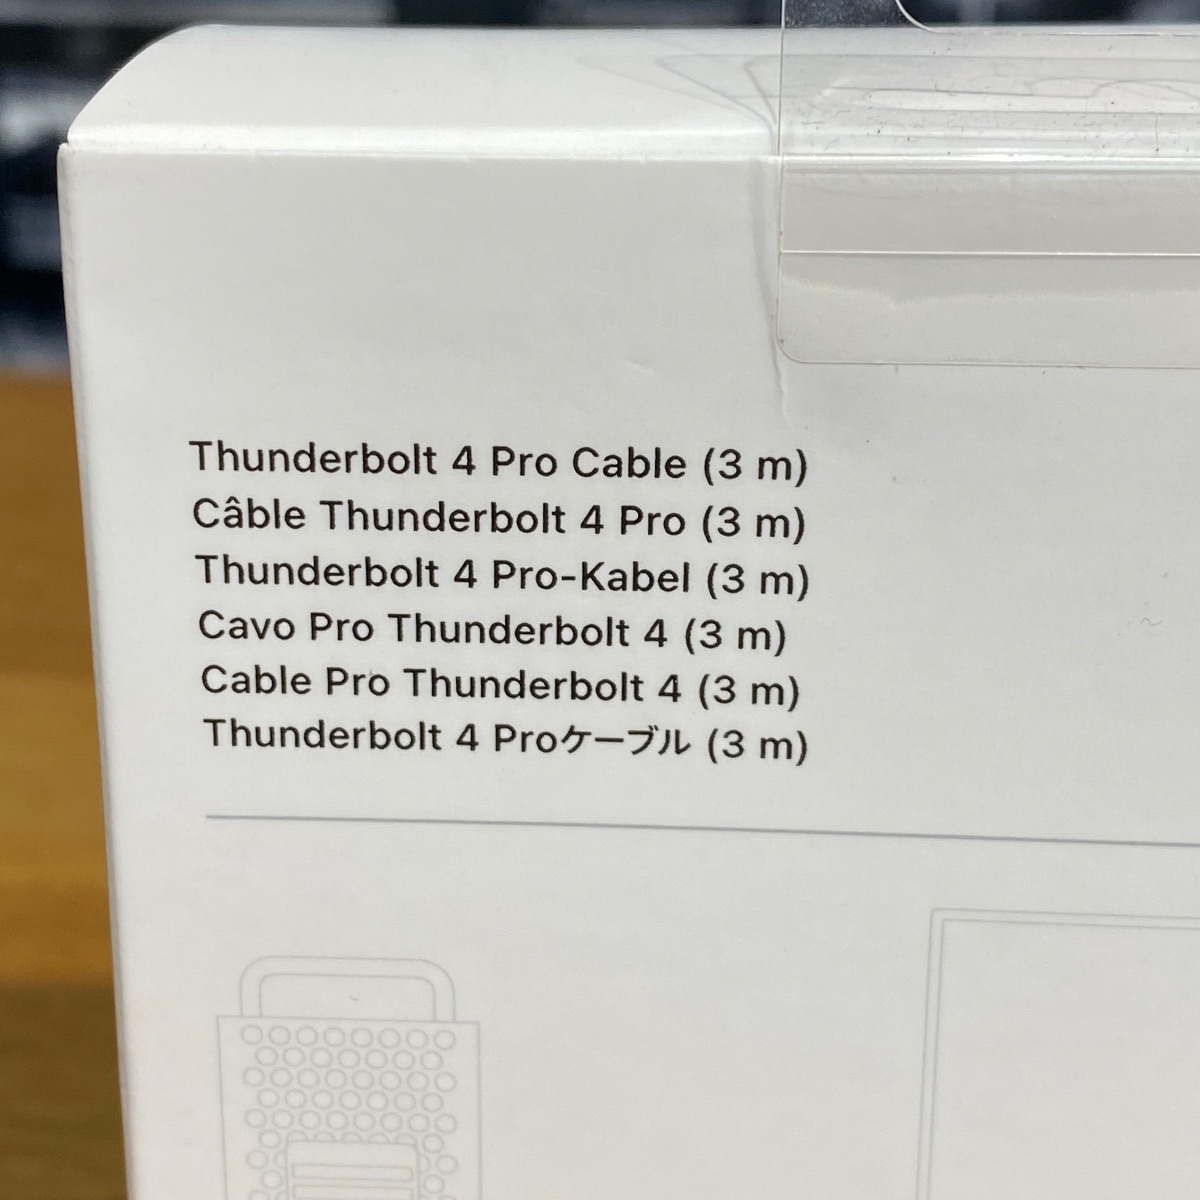 Thunderbolt 4 Pro Cable (3 m)
Câble Thunderbolt 4 Pro (3 m)
Thunderbolt 4 Pro-Kabel (3 m)
Cavo Pro Thunderbolt 4 (3 m)
Cable Pro Thunderbolt 4 (3 m)
Thunderbolt 4 Proケーブル (3 m)